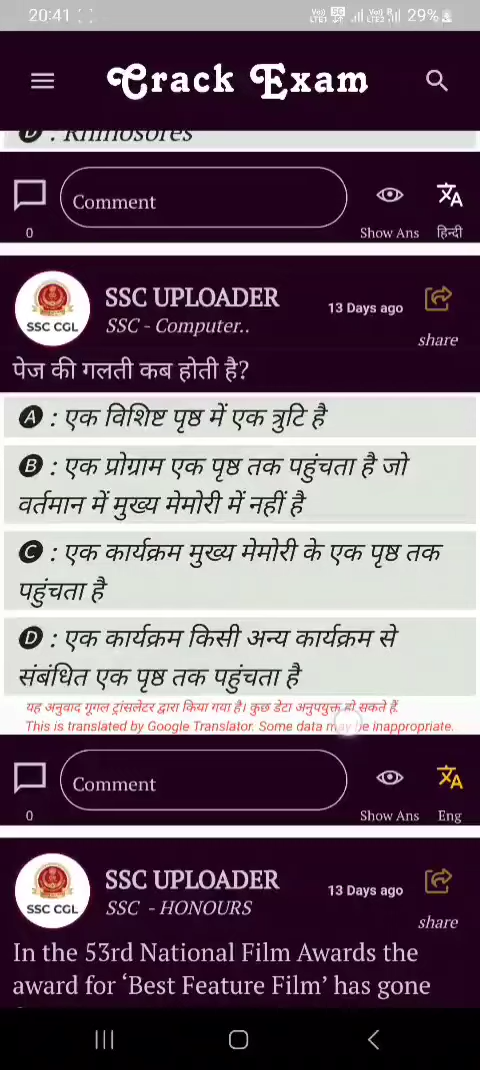 20:41
29%
Crack Exam
D : Rhinosores
Comment
0
Show Ans
हिन्दी
SSC UPLOADER
SSC - Computer..
13 Days ago
share
SSC CGL
पेज की गलती कब होती है?
A : एक विशिष्ट पृष्ठ में एक त्रुटि है
B : एक प्रोग्राम एक पृष्ठ तक पहुंचता है जो
वर्तमान में मुख्य मेमोरी में नहीं है
C : एक कार्यक्रम मुख्य मेमोरी के एक पृष्ठ तक
पहुंचता है
D : एक कार्यक्रम किसी अन्य कार्यक्रम से
संबंधित एक पृष्ठ तक पहुंचता है
यह अनुवाद गूगल ट्रांसलेटर द्वारा किया गया है। कुछ डेटा अनुपयुक्त हो सकते हैं.
This is translated by Google Translator. Some data may be inappropriate.
Comment
0
Show Ans
Eng
SSC UPLOADER
SSC - HONOURS
13 Days ago
share
SSC CGL
In the 53rd National Film Awards the
award for ‘Best Feature Film’ has gone